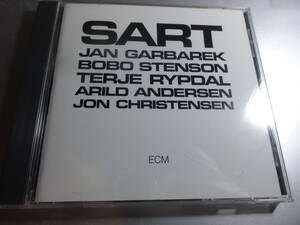 SART
JAN GARBAREK
BOBO STENSON
TERJE RYPDAL
ARILD ANDERSEN
JON CHRISTENSEN
ECM